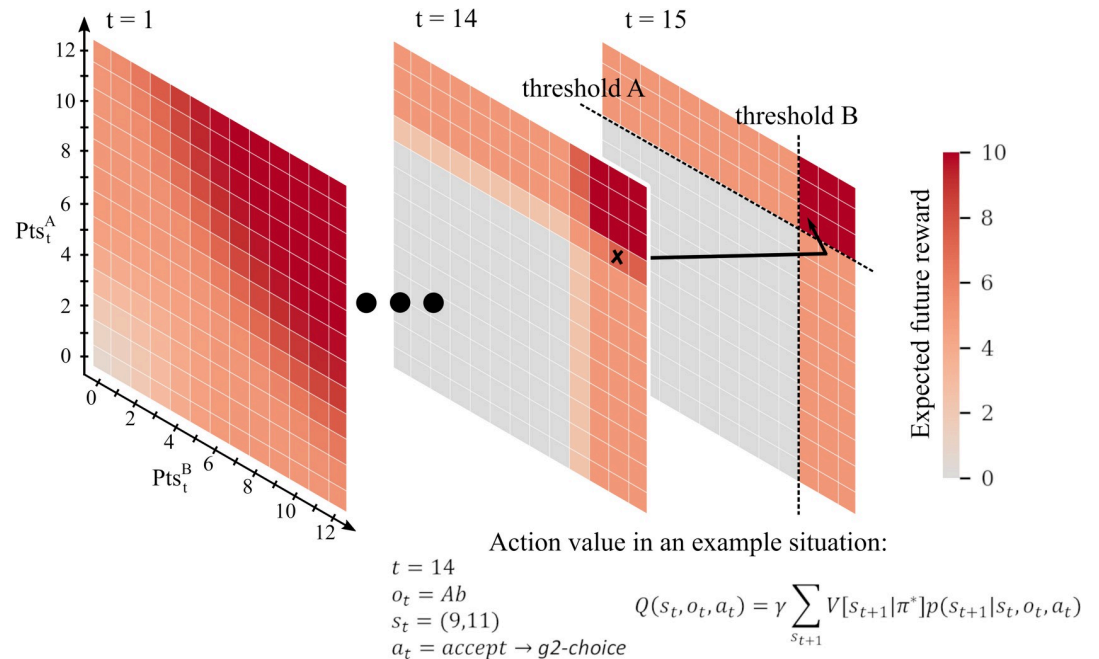 t = 1
t = 14
t = 15
12
10
8
6
4
2
0
Pts_t^A
0
2
4
6
8
10
12
Pts_t^B
threshold A
threshold B
x
10
8
6
4
2
0
Expected future reward
Action value in an example situation:
t = 14
o_t = Ab
s_t = (9,11)
a_t = accept → g2-choice
Q(s_t, o_t, a_t) = γ ∑_{s_{t+1}} V[s_{t+1}|π*]p(s_{t+1}|s_t, o_t, a_t)